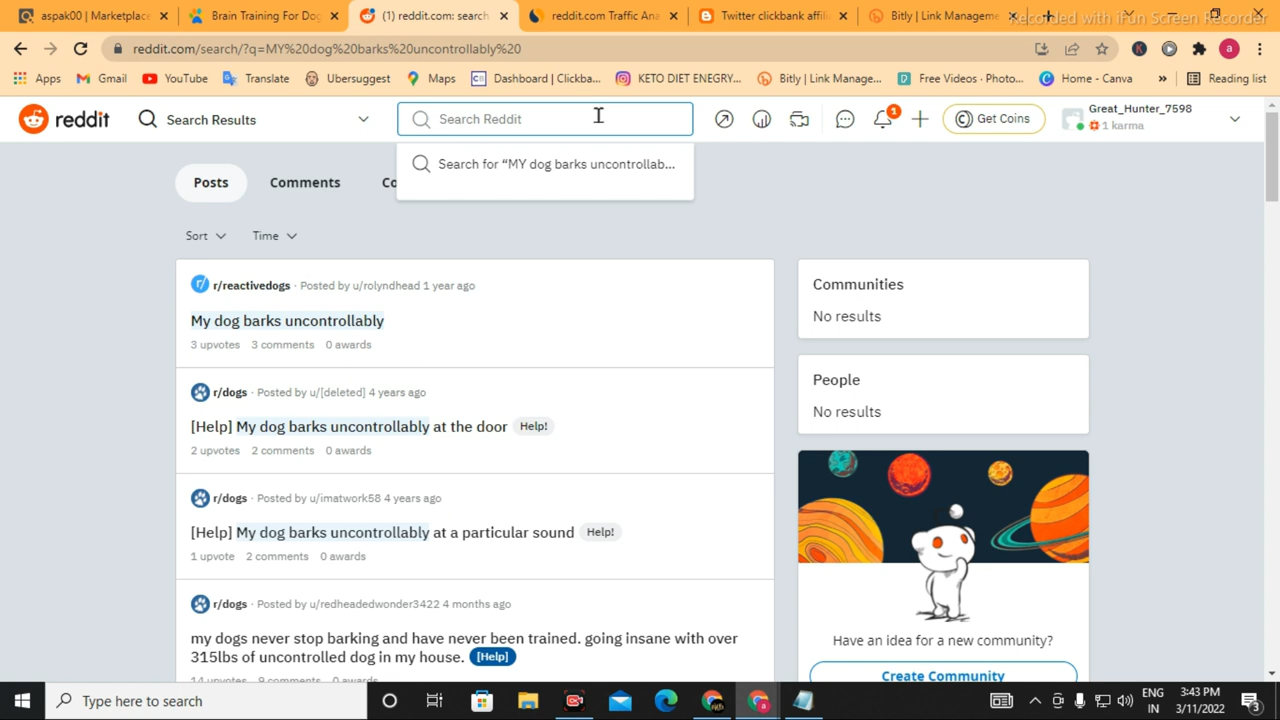 aspak00 | Marketplace
Brain Training For Dog
(1) reddit.com: search
reddit.com Traffic Ana
Twitter clickbank affili
Bitly | Link Manageme
Recorded with iFun Screen Recorder
reddit.com/search/?q=MY%20dog%20barks%20uncontrollably%20
K
a
Apps
Gmail
YouTube
Translate
Ubersuggest
Maps
Dashboard | Clickba...
KETO DIET ENEGRY...
Bitly | Link Manage...
Free Videos · Photo...
Home - Canva
»
Reading list
reddit
Search Results
Search Reddit
1
Get Coins
Great_Hunter_7598
1 karma
Search for “MY dog barks uncontrollab...
Posts
Comments
Co
Sort
Time
r/reactivedogs · Posted by u/rolyndhead 1 year ago
My dog barks uncontrollably
3 upvotes 3 comments 0 awards
r/dogs · Posted by u/[deleted] 4 years ago
[Help] My dog barks uncontrollably at the door Help!
2 upvotes 2 comments 0 awards
r/dogs · Posted by u/imatwork58 4 years ago
[Help] My dog barks uncontrollably at a particular sound Help!
1 upvote 2 comments 0 awards
r/dogs · Posted by u/redheadedwonder3422 4 months ago
my dogs never stop barking and have never been trained. going insane with over
315lbs of uncontrolled dog in my house. [Help]
14 upvotes 9 comments 0 awards
Communities
No results
People
No results
Have an idea for a new community?
Create Community
Type here to search
a
ENG
IN
3:43 PM
3/11/2022
3